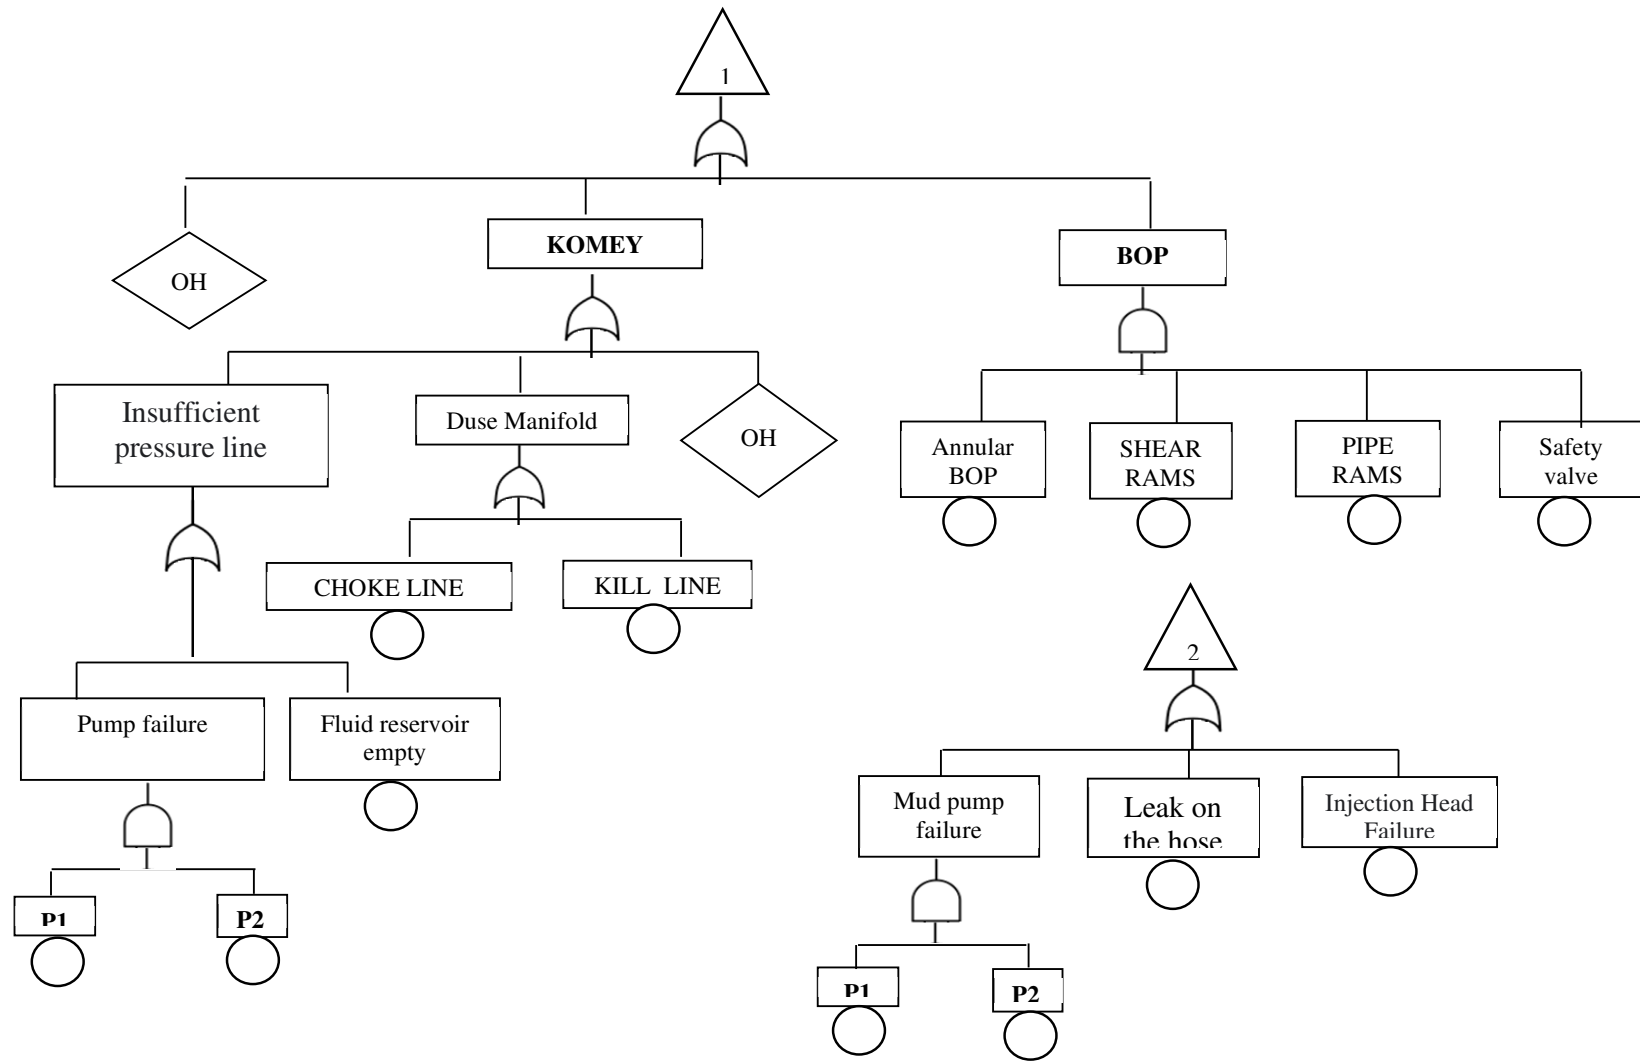 1
OH
KOMEY
BOP
Insufficient
pressure line
Duse Manifold
OH
Annular
BOP
SHEAR
RAMS
PIPE
RAMS
Safety
valve
CHOKE LINE
KILL LINE
2
Pump failure
Fluid reservoir
empty
Mud pump
failure
Leak on
the hose
Injection Head
Failure
P1
P2
P1
P2